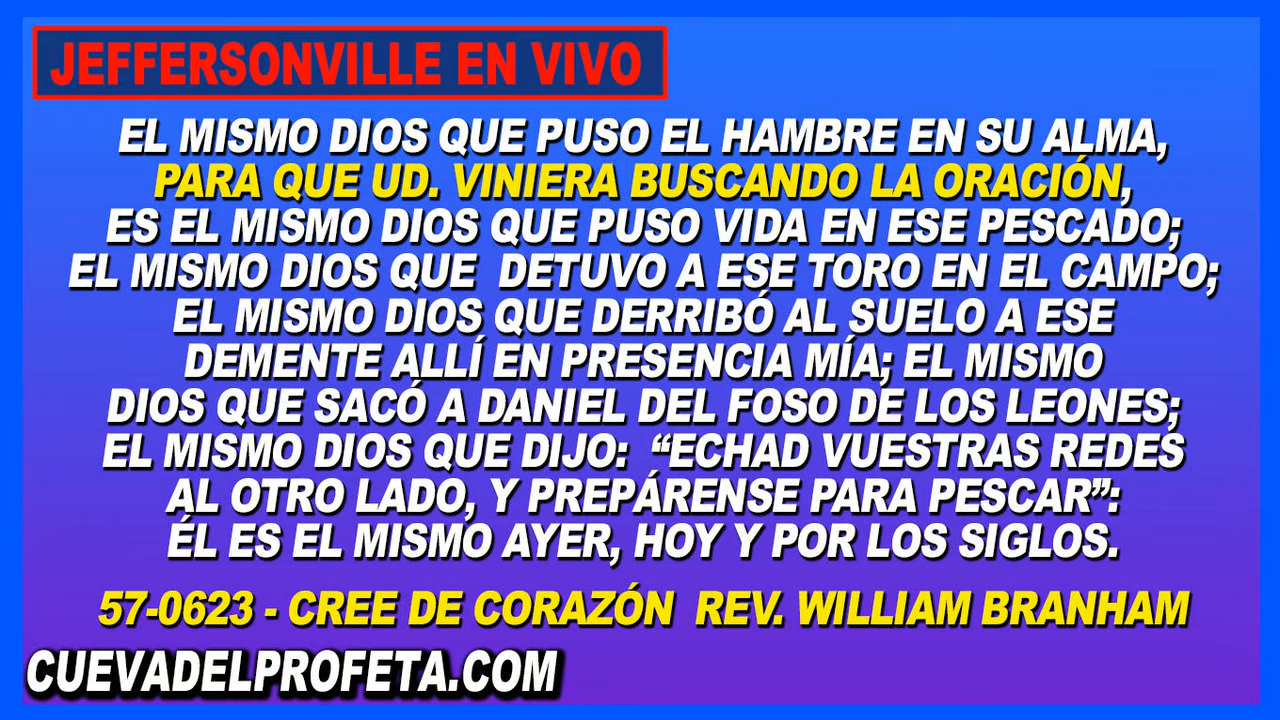 JEFFERSONVILLE EN VIVO
EL MISMO DIOS QUE PUSO EL HAMBRE EN SU ALMA,
PARA QUE UD. VINIERA BUSCANDO LA ORACIÓN,
ES EL MISMO DIOS QUE PUSO VIDA EN ESE PESCADO;
EL MISMO DIOS QUE DETUVO A ESE TORO EN EL CAMPO;
EL MISMO DIOS QUE DERRIBÓ AL SUELO A ESE
DEMENTE ALLÍ EN PRESENCIA MÍA; EL MISMO
DIOS QUE SACÓ A DANIEL DEL FOSO DE LOS LEONES;
EL MISMO DIOS QUE DIJO: “ECHAD VUESTRAS REDES
AL OTRO LADO, Y PREPÁRENSE PARA PESCAR”:
ÉL ES EL MISMO AYER, HOY Y POR LOS SIGLOS.
57-0623 - CREE DE CORAZÓN REV. WILLIAM BRANHAM
CUEVADELPROFETA.COM